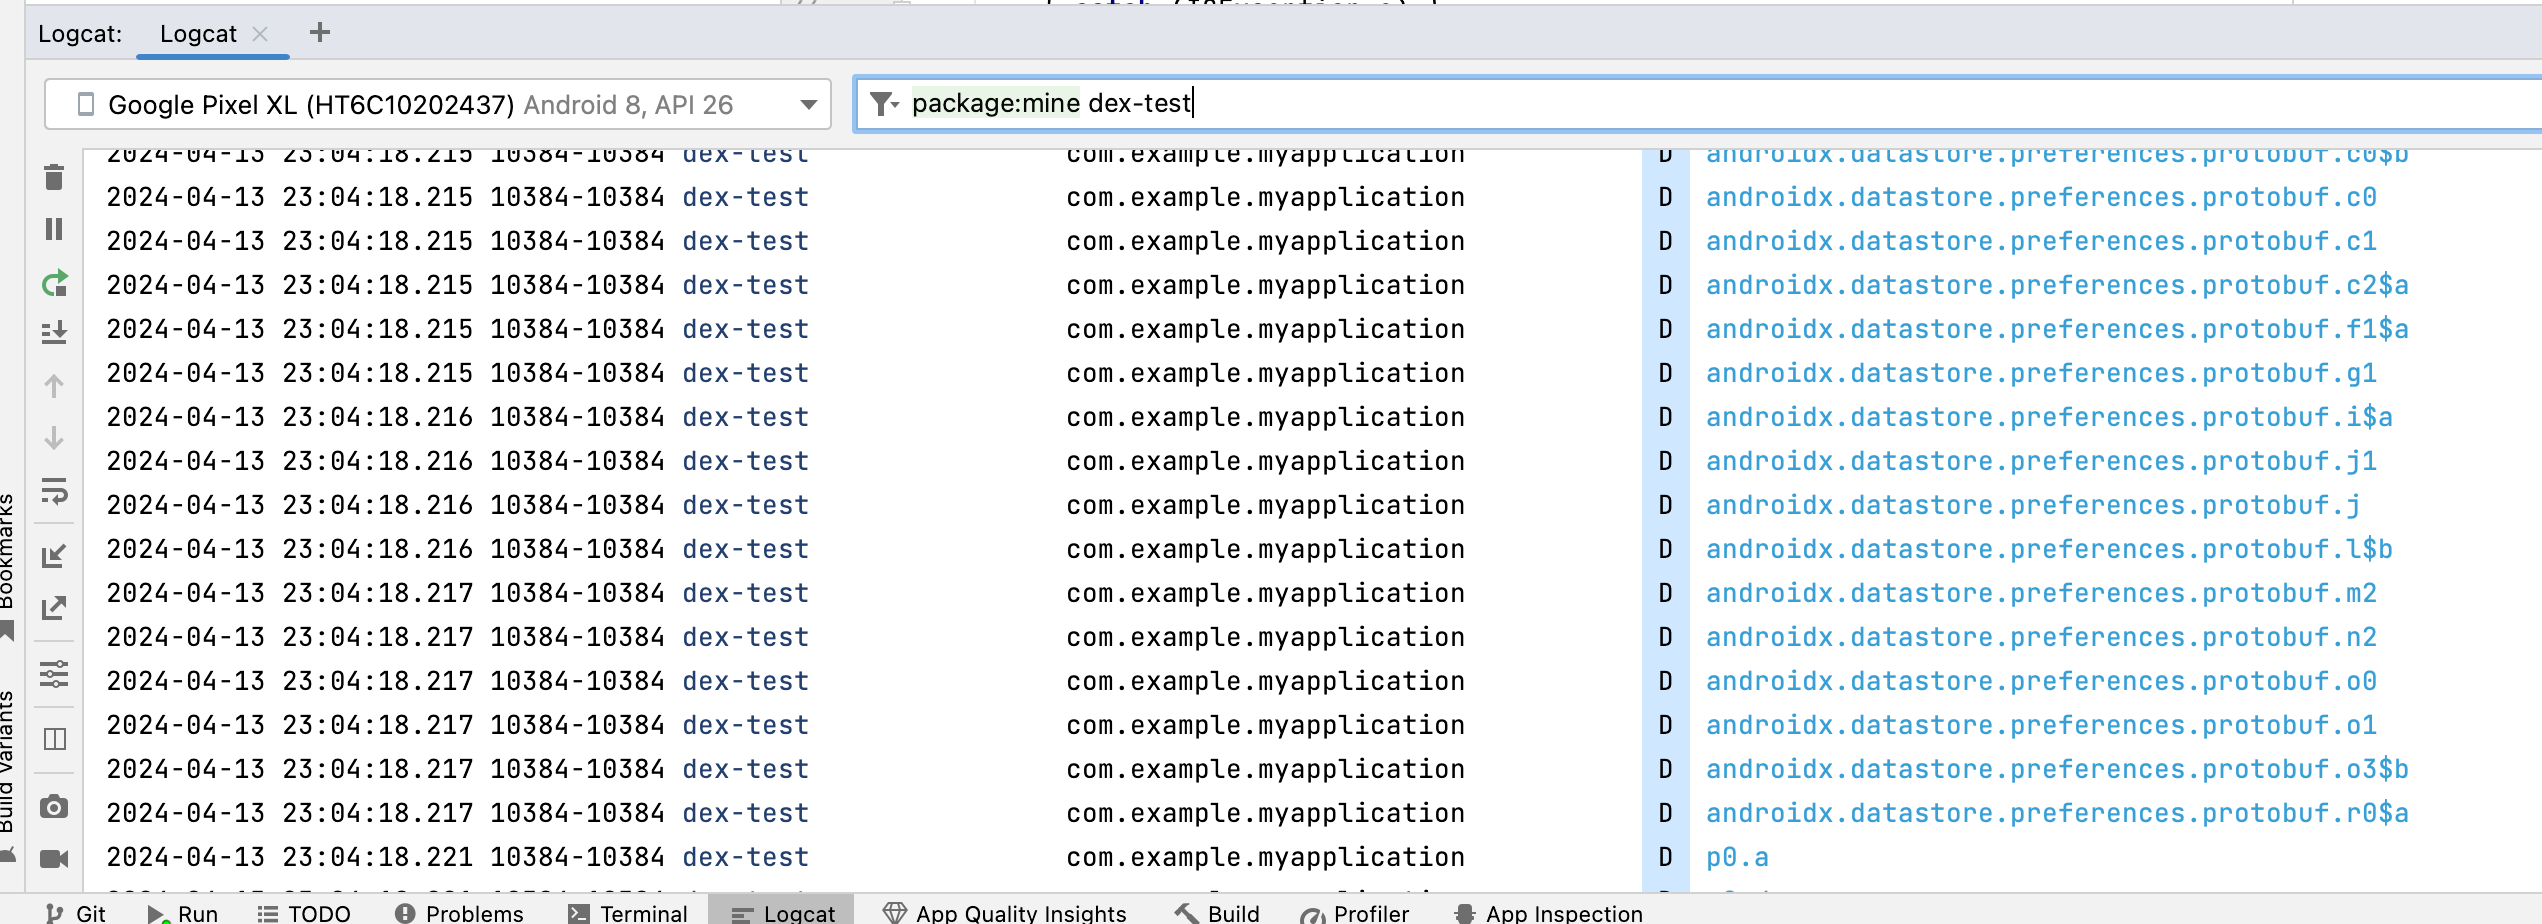 Logcat: Logcat
Google Pixel XL (HT6C10202437) Android 8, API 26 package:mine dex-test
2024-04-13 23:04:18.215 10384-10384 dex-test com.example.myapplication D androidx.datastore.preferences.protobuf.c0$b
2024-04-13 23:04:18.215 10384-10384 dex-test com.example.myapplication D androidx.datastore.preferences.protobuf.c0
2024-04-13 23:04:18.215 10384-10384 dex-test com.example.myapplication D androidx.datastore.preferences.protobuf.c1
2024-04-13 23:04:18.215 10384-10384 dex-test com.example.myapplication D androidx.datastore.preferences.protobuf.c2$a
2024-04-13 23:04:18.215 10384-10384 dex-test com.example.myapplication D androidx.datastore.preferences.protobuf.f1$a
2024-04-13 23:04:18.215 10384-10384 dex-test com.example.myapplication D androidx.datastore.preferences.protobuf.g1
2024-04-13 23:04:18.216 10384-10384 dex-test com.example.myapplication D androidx.datastore.preferences.protobuf.i$a
2024-04-13 23:04:18.216 10384-10384 dex-test com.example.myapplication D androidx.datastore.preferences.protobuf.j1
2024-04-13 23:04:18.216 10384-10384 dex-test com.example.myapplication D androidx.datastore.preferences.protobuf.j
2024-04-13 23:04:18.216 10384-10384 dex-test com.example.myapplication D androidx.datastore.preferences.protobuf.l$b
2024-04-13 23:04:18.217 10384-10384 dex-test com.example.myapplication D androidx.datastore.preferences.protobuf.m2
2024-04-13 23:04:18.217 10384-10384 dex-test com.example.myapplication D androidx.datastore.preferences.protobuf.n2
2024-04-13 23:04:18.217 10384-10384 dex-test com.example.myapplication D androidx.datastore.preferences.protobuf.o0
2024-04-13 23:04:18.217 10384-10384 dex-test com.example.myapplication D androidx.datastore.preferences.protobuf.o1
2024-04-13 23:04:18.217 10384-10384 dex-test com.example.myapplication D androidx.datastore.preferences.protobuf.o3$b
2024-04-13 23:04:18.217 10384-10384 dex-test com.example.myapplication D androidx.datastore.preferences.protobuf.r0$a
2024-04-13 23:04:18.221 10384-10384 dex-test com.example.myapplication D p0.a
Bookmarks
Build Variants
Git Run TODO Problems Terminal Logcat App Quality Insights Build Profiler App Inspection